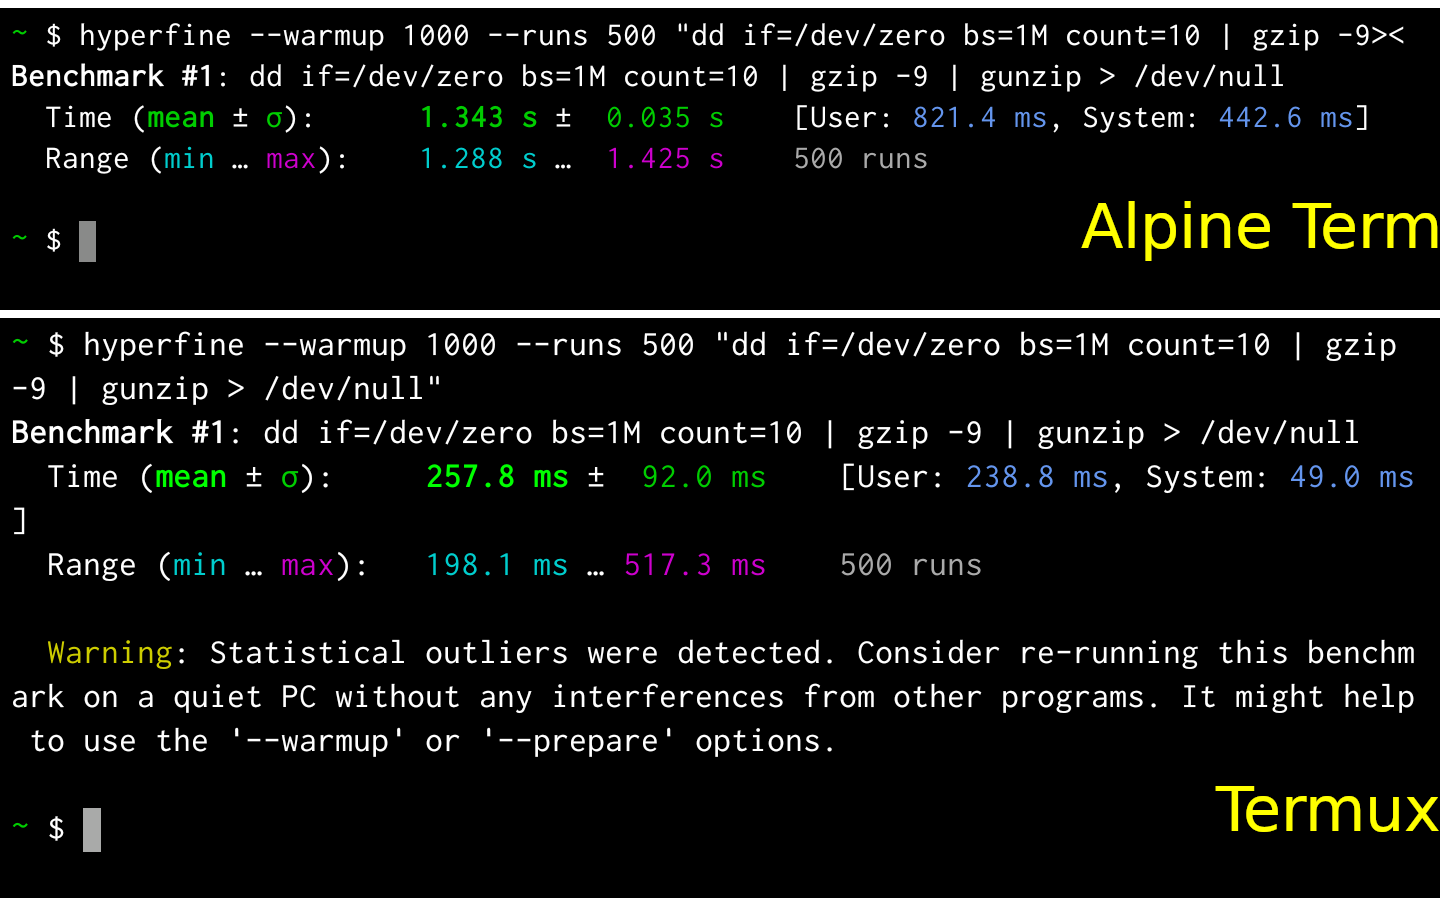 ~ $ hyperfine --warmup 1000 --runs 500 "dd if=/dev/zero bs=1M count=10 | gzip -9><
Benchmark #1: dd if=/dev/zero bs=1M count=10 | gzip -9 | gunzip > /dev/null
Time (mean ± σ): 1.343 s ± 0.035 s [User: 821.4 ms, System: 442.6 ms]
Range (min … max): 1.288 s … 1.425 s 500 runs
~ $
Alpine Term
~ $ hyperfine --warmup 1000 --runs 500 "dd if=/dev/zero bs=1M count=10 | gzip
-9 | gunzip > /dev/null"
Benchmark #1: dd if=/dev/zero bs=1M count=10 | gzip -9 | gunzip > /dev/null
Time (mean ± σ): 257.8 ms ± 92.0 ms [User: 238.8 ms, System: 49.0 ms
]
Range (min … max): 198.1 ms … 517.3 ms 500 runs
Warning: Statistical outliers were detected. Consider re-running this benchm
ark on a quiet PC without any interferences from other programs. It might help
to use the '--warmup' or '--prepare' options.
~ $
Termux